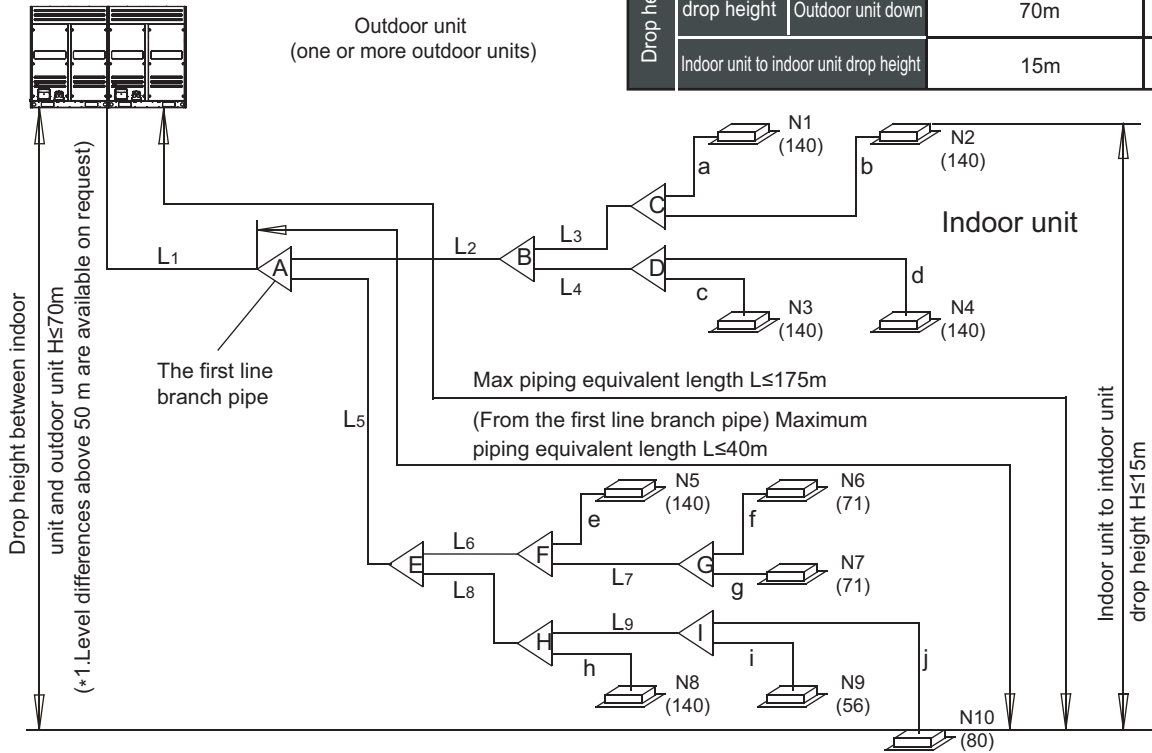 Outdoor unit
(one or more outdoor units)
drop height
Outdoor unit down
70m
Indoor unit to indoor unit drop height
15m
N1
(140)
N2
(140)
a
b
C
Indoor unit
L1
A
L2
B
L3
L4
D
c
d
N3
(140)
N4
(140)
The first line
branch pipe
Max piping equivalent length L≤175m
(From the first line branch pipe) Maximum
piping equivalent length L≤40m
L5
N5
(140)
N6
(71)
e
f
E
L6
F
L7
G
g
N7
(71)
L8
H
L9
I
h
i
j
N8
(140)
N9
(56)
N10
(80)
Drop height between indoor
unit and outdoor unit H≤70m
(*1.Level differences above 50 m are available on request)
Indoor unit to intdoor unit
drop height H≤15m